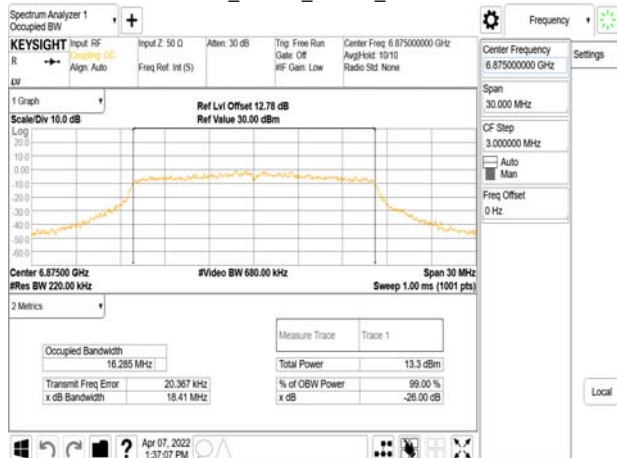 Spectrum Analyzer 1
Occupied BW
Frequency
KEYSIGHT Input: RF
R
Coupling: DC
Align: Auto
LXI
Input Z: 50 Ω
Freq Ref: Int (S)
Atten: 30 dB
Trig: Free Run
Gate: Off
#IF Gain: Low
Center Freq: 6.875000000 GHz
Avg|Hold: 10/10
Radio Std: None
Center Frequency
6.875000000 GHz
Settings
Span
30.000 MHz
CF Step
3.000000 MHz
Auto
Man
Freq Offset
0 Hz
Local
1 Graph
Scale/Div 10.0 dB
Ref Lvl Offset 12.78 dB
Ref Value 30.00 dBm
Log
20.0
10.0
0.00
-10.0
-20.0
-30.0
-40.0
-50.0
-60.0
Center 6.87500 GHz
#Res BW 220.00 kHz
#Video BW 680.00 kHz
Span 30 MHz
Sweep 1.00 ms (1001 pts)
2 Metrics
Measure Trace Trace 1
Occupied Bandwidth
16.285 MHz
Total Power 13.3 dBm
Transmit Freq Error 20.367 kHz
% of OBW Power 99.00 %
x dB Bandwidth 18.41 MHz
x dB -26.00 dB
Apr 07, 2022
1:37:07 PM